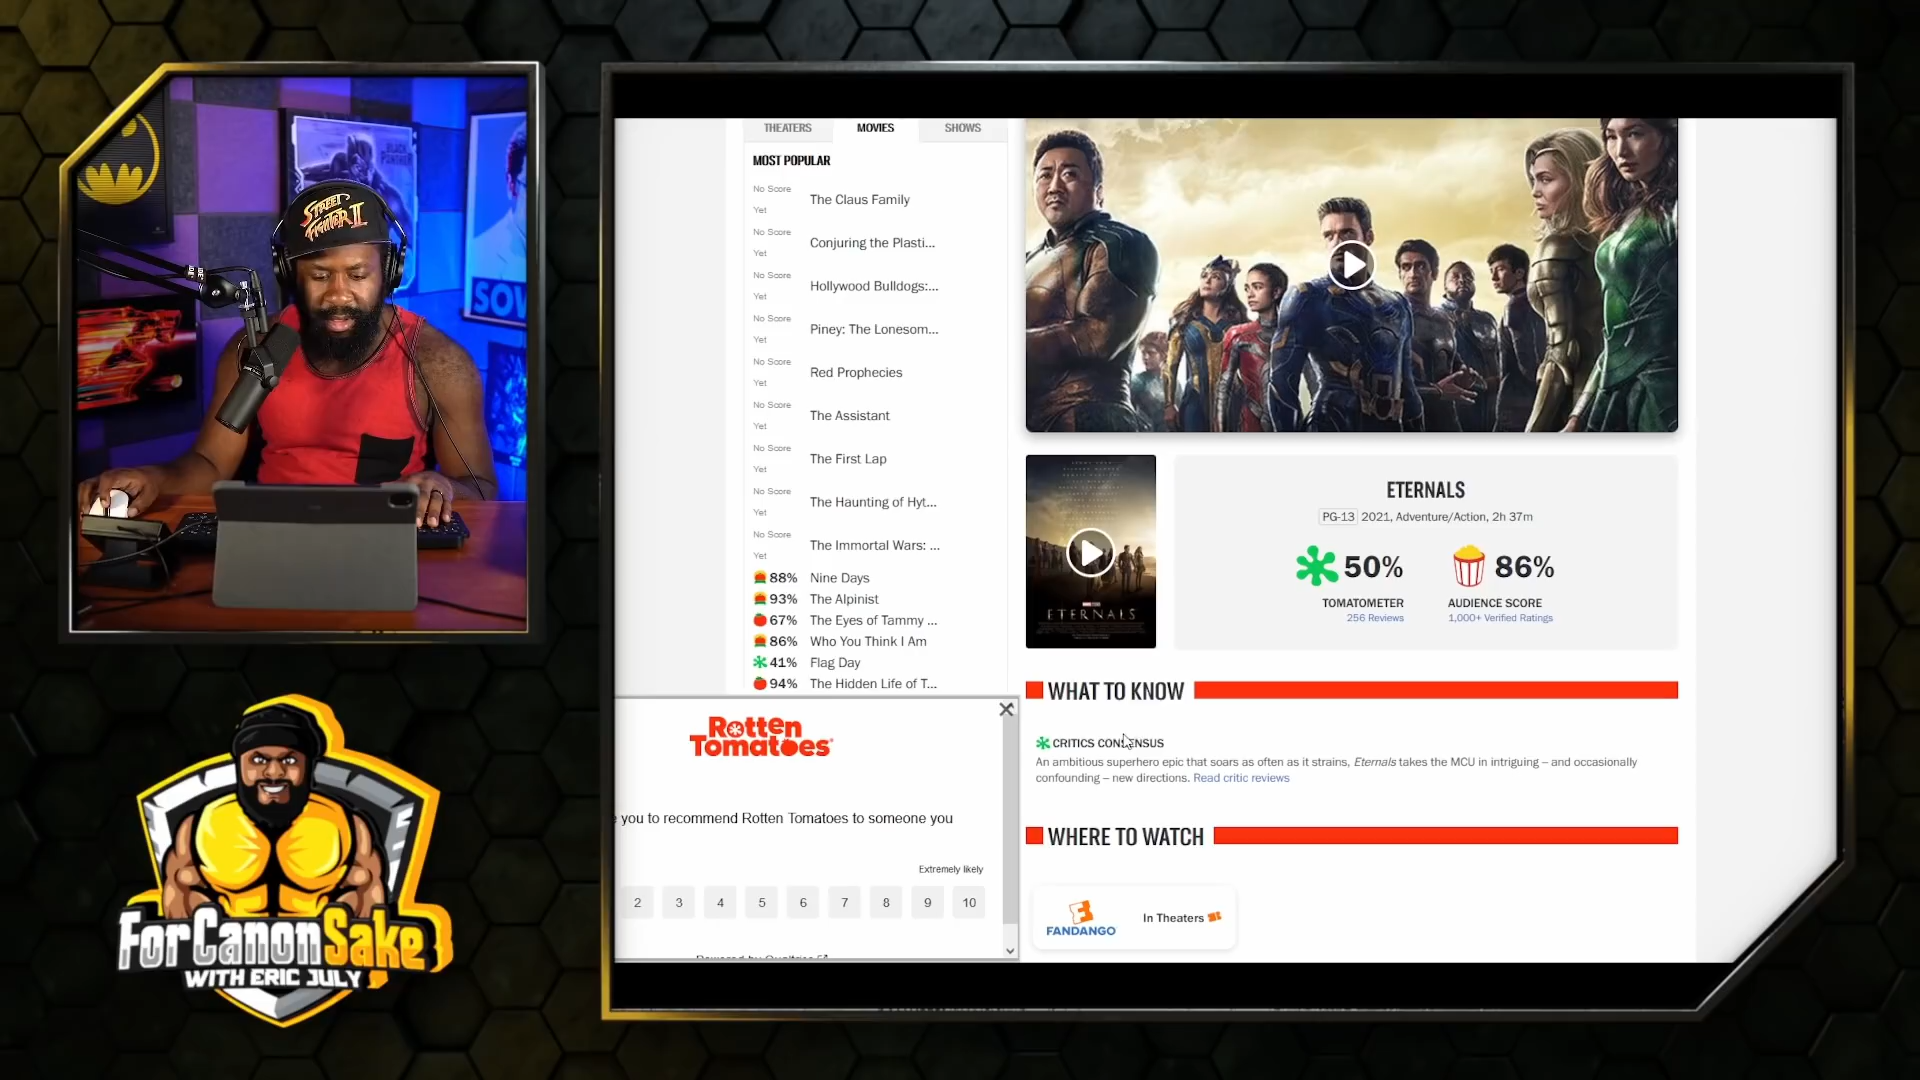 BLACK
PANTHER
STREET
FIGHTER II
SOW
ForCanonSake
WITH ERIC JULY
THEATERS MOVIES SHOWS
MOST POPULAR
No Score Yet The Claus Family
No Score Yet Conjuring the Plasti...
No Score Yet Hollywood Bulldogs:...
No Score Yet Piney: The Lonesom...
No Score Yet Red Prophecies
No Score Yet The Assistant
No Score Yet The First Lap
No Score Yet The Haunting of Hyt...
No Score Yet The Immortal Wars: ...
88% Nine Days
93% The Alpinist
67% The Eyes of Tammy ...
86% Who You Think I Am
41% Flag Day
94% The Hidden Life of T...
Rotten
Tomatoes
you to recommend Rotten Tomatoes to someone you
Extremely likely
2 3 4 5 6 7 8 9 10
Powered by Qualtrics
ETERNALS
ETERNALS
PG-13 2021, Adventure/Action, 2h 37m
50% 86%
TOMATOMETER AUDIENCE SCORE
256 Reviews 1,000+ Verified Ratings
WHAT TO KNOW
CRITICS CONSENSUS
An ambitious superhero epic that soars as often as it strains, Eternals takes the MCU in intriguing – and occasionally
confounding – new directions. Read critic reviews
WHERE TO WATCH
FANDANGO In Theaters